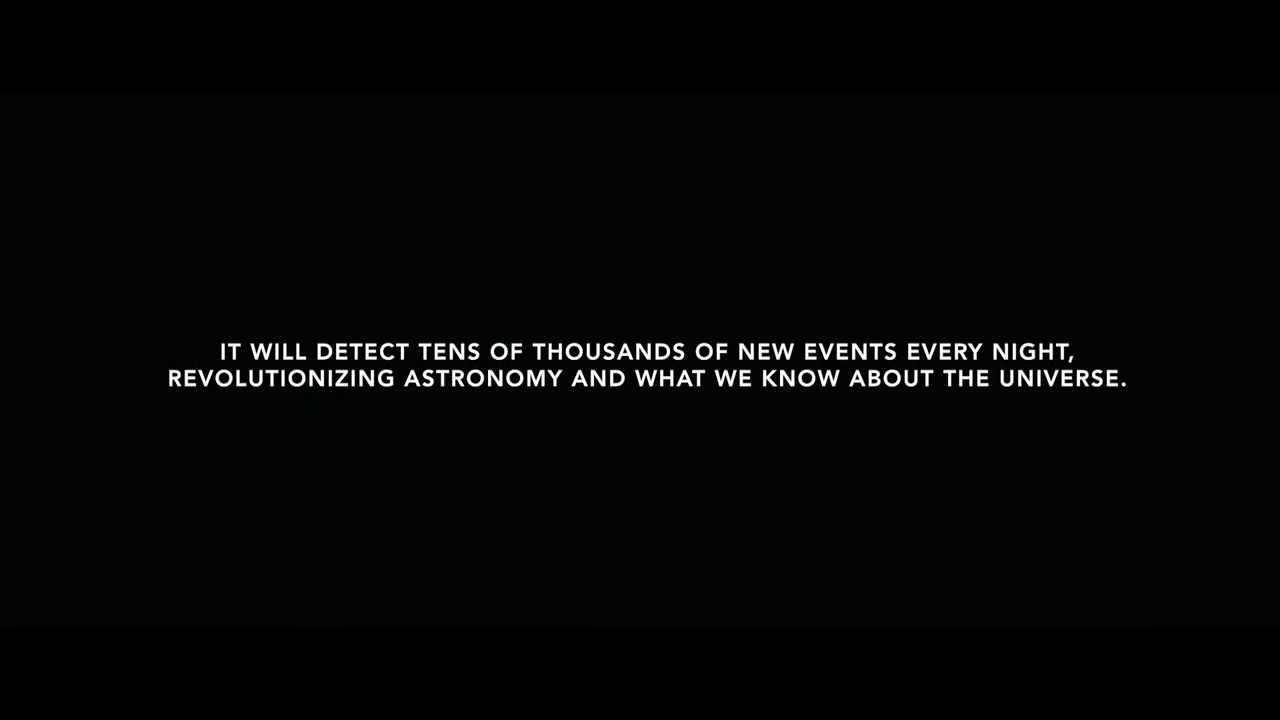 IT WILL DETECT TENS OF THOUSANDS OF NEW EVENTS EVERY NIGHT,
REVOLUTIONIZING ASTRONOMY AND WHAT WE KNOW ABOUT THE UNIVERSE.